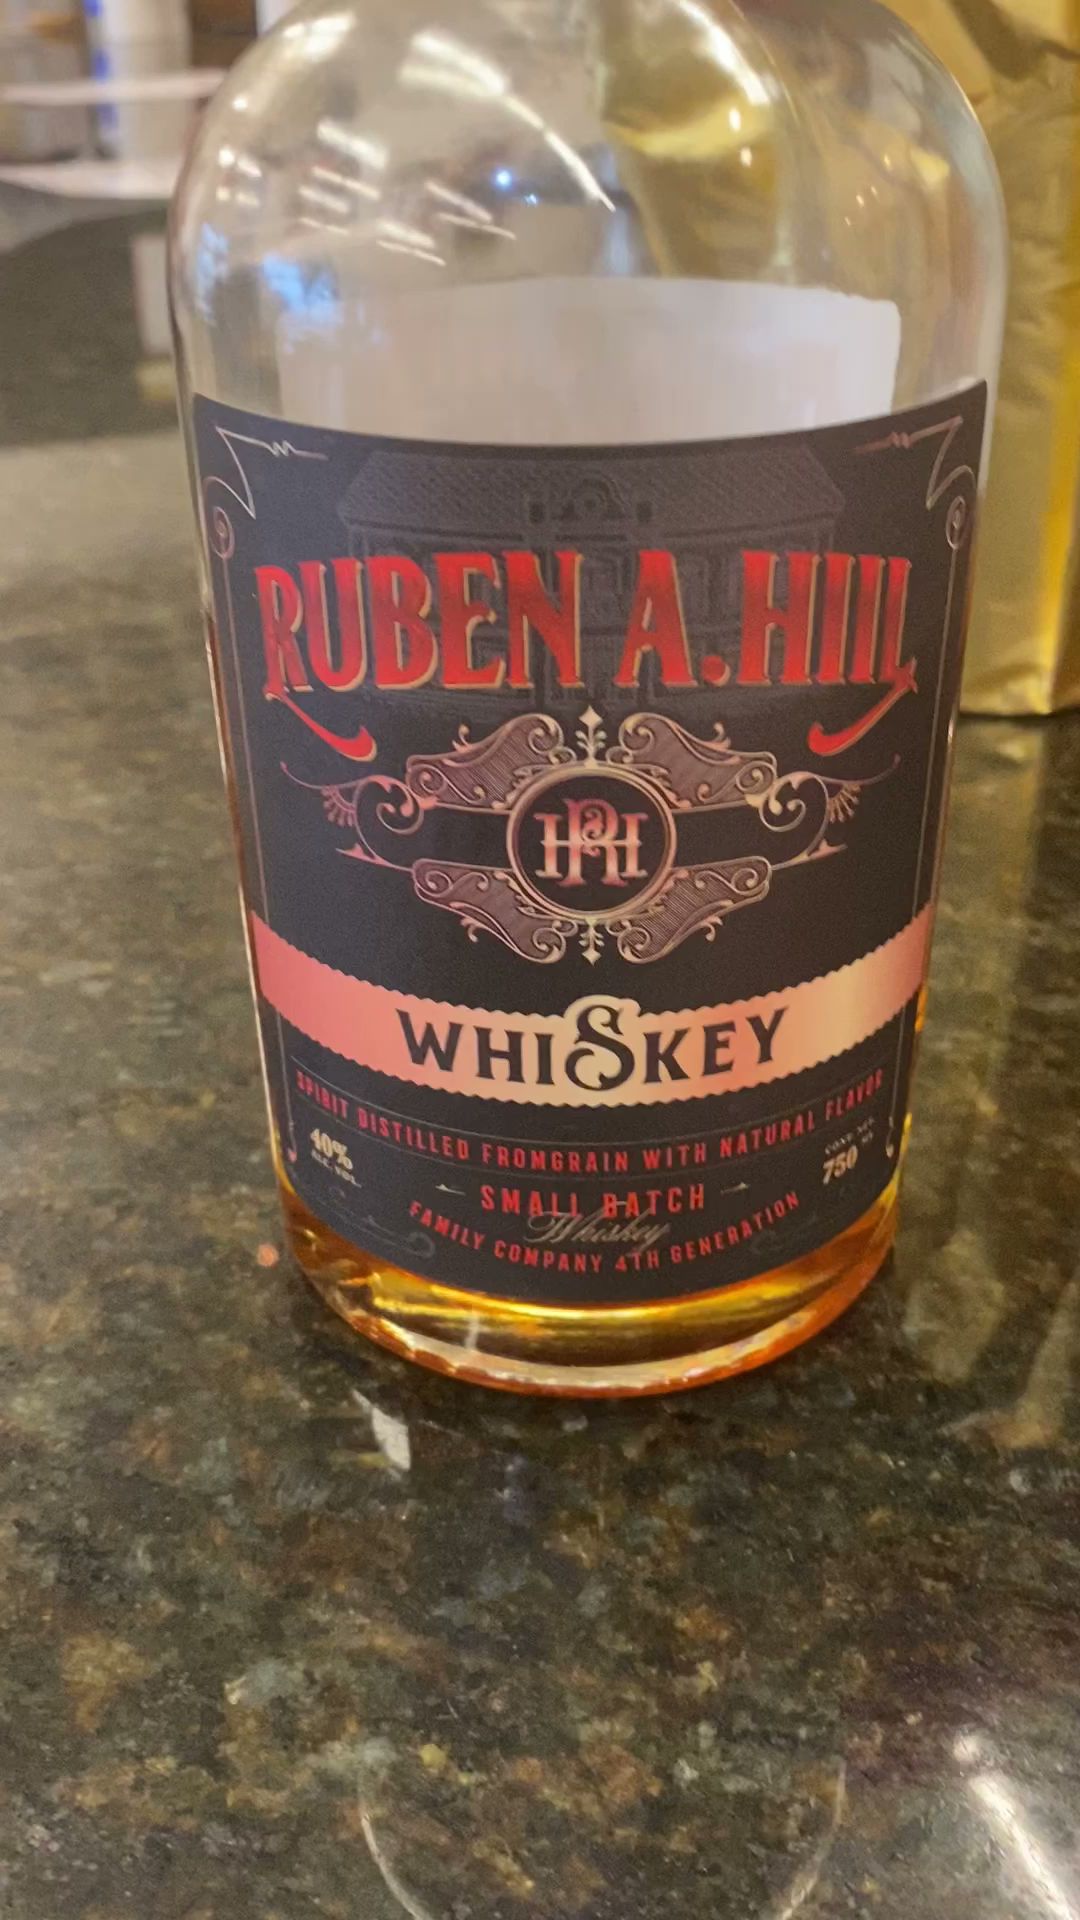 RUBEN A. HILL
RH
WHISKEY
SPIRIT DISTILLED FROMGRAIN WITH NATURAL FLAVOR
40%
ALC. VOL.
750
SMALL BATCH
Whiskey
FAMILY COMPANY 4TH GENERATION